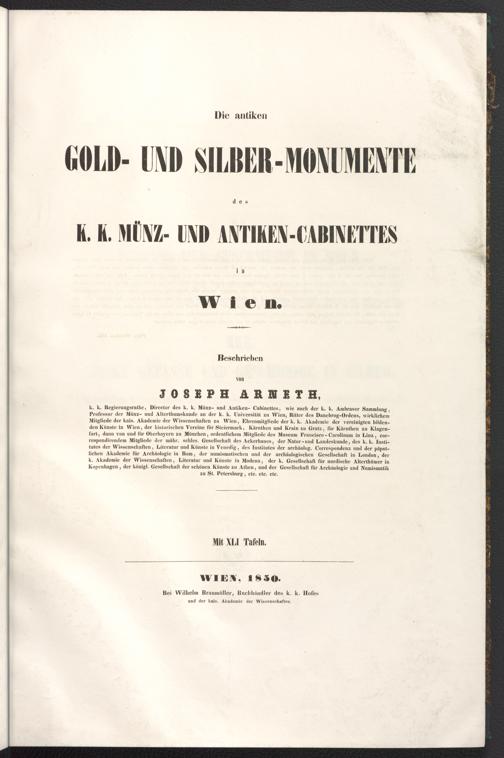 Die antiken
GOLD- UND SILBER-MONUMENTE
des
K. K. MÜNZ- UND ANTIKEN-CABINETTES
in
Wien.
Beschrieben
von
JOSEPH ARNETH,
k. k. Regierungsrathe, Director des k. k. Münz- und Antiken-Cabinettes, wie auch der k. k. Ambraser Sammlung,
Professor der Münz- und Alterthumskunde an der k. k. Universität zu Wien, Ritter des Danebrog-Ordens, wirklichem
Mitgliede der kais. Akademie der Wissenschaften zu Wien, Ehrenmitgliede der k. k. Akademie der vereinigten bilden-
den Künste in Wien, der historischen Vereine für Steiermark, Kärnthen und Krain zu Gratz, für Kärnthen zu Klagen-
furt, dann von und für Oberbayern zu München, ordentlichem Mitgliede des Museum Francisco-Carolinum in Linz, cor-
respondirendem Mitgliede der mähr. schles. Gesellschaft des Ackerbaues, der Natur- und Landeskunde, des k. k. Insti-
tutes der Wissenschaften, Literatur und Künste in Venedig, des Institutes der archäolog. Correspondenz und der päpst-
lichen Akademie für Archäologie in Rom, der numismatischen und der archäologischen Gesellschaft in London, der
k. Akademie der Wissenschaften, Literatur und Künste in Modena, der k. Gesellschaft für nordische Alterthümer in
Kopenhagen, der königl. Gesellschaft der schönen Künste zu Athen, und der Gesellschaft für Archäologie und Numismatik
zu St. Petersburg, etc. etc. etc.
Mit XLI Tafeln.
WIEN, 1850.
Bei Wilhelm Braumüller, Buchhändler des k. k. Hofes
und der kais. Akademie der Wissenschaften.